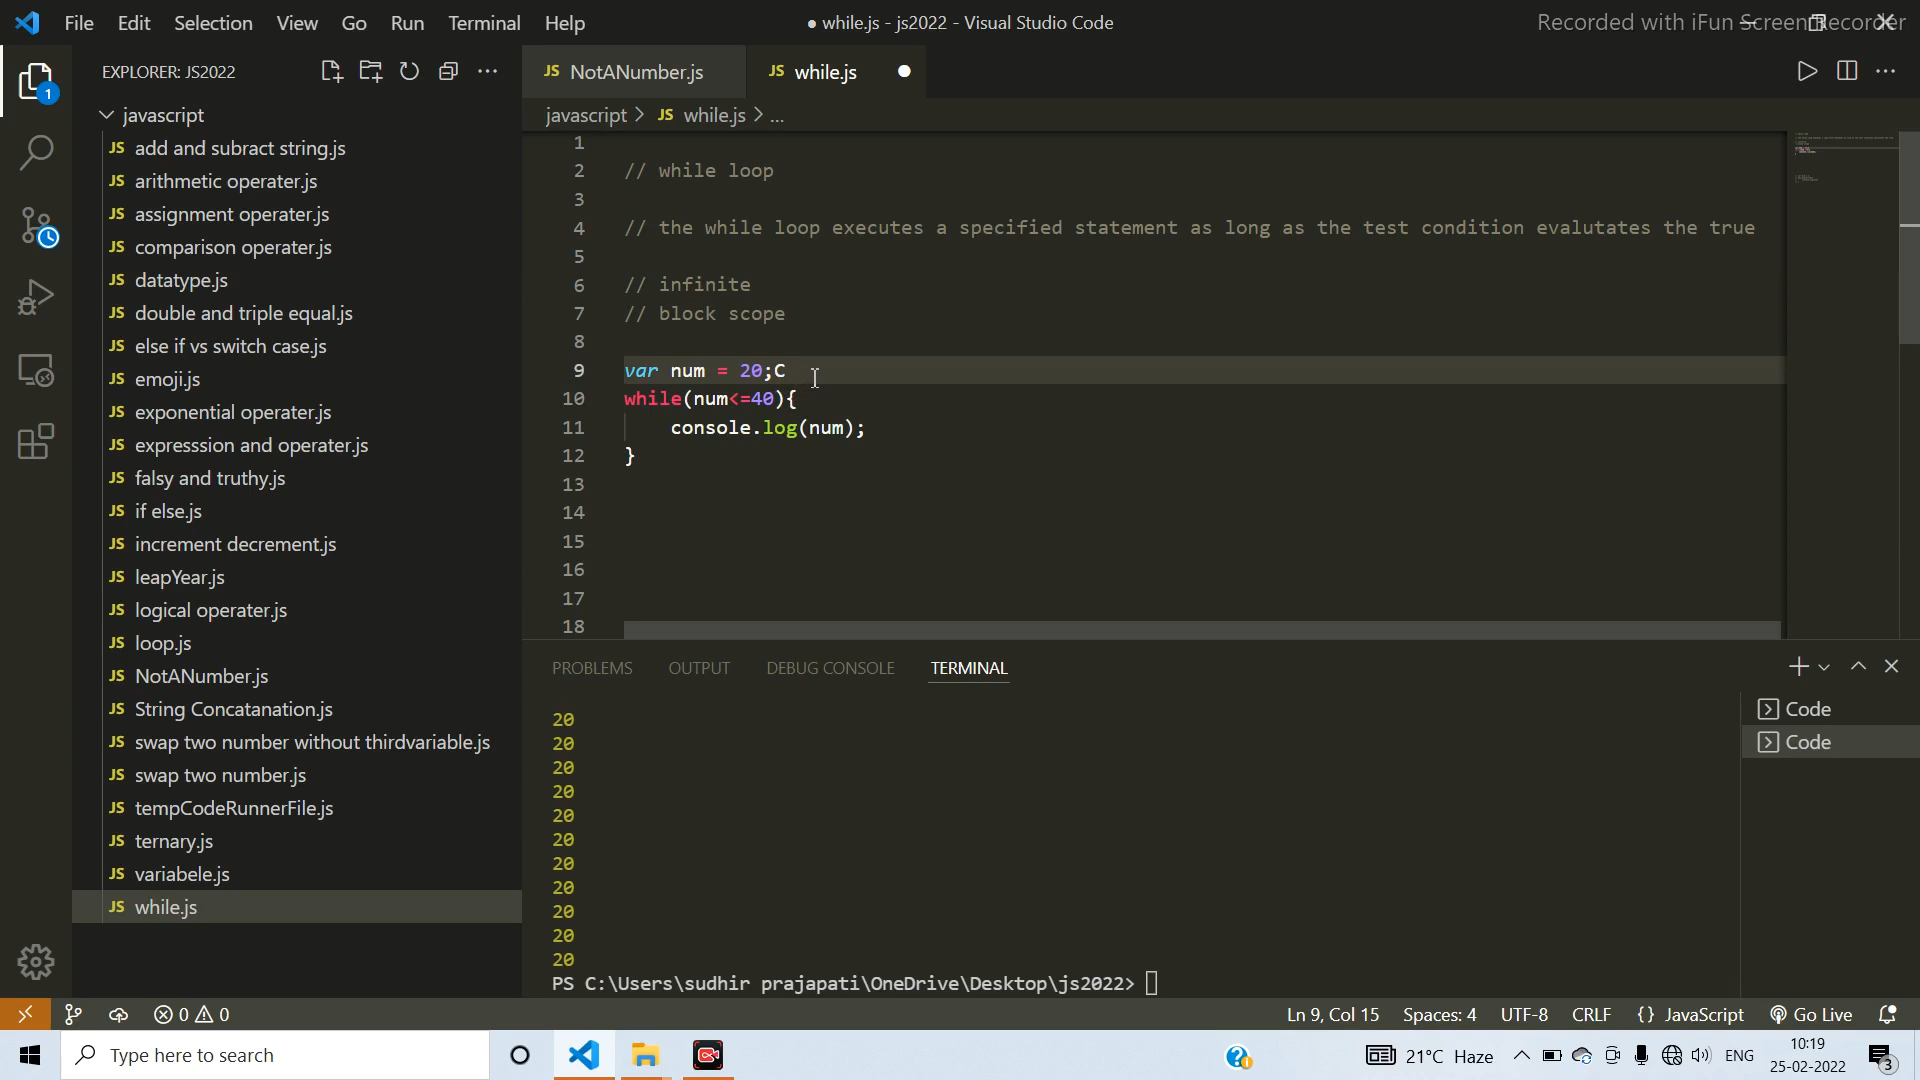 File Edit Selection View Go Run Terminal Help
● while.js - js2022 - Visual Studio Code
Recorded with iFun Screen Recorder
EXPLORER: JS2022
JS NotANumber.js
JS while.js
1
javascript
javascript > JS while.js > ...
JS add and subract string.js
JS arithmetic operater.js
JS assignment operater.js
JS comparison operater.js
JS datatype.js
JS double and triple equal.js
JS else if vs switch case.js
JS emoji.js
JS exponential operater.js
JS expresssion and operater.js
JS falsy and truthy.js
JS if else.js
JS increment decrement.js
JS leapYear.js
JS logical operater.js
JS loop.js
JS NotANumber.js
JS String Concatanation.js
JS swap two number without thirdvariable.js
JS swap two number.js
JS tempCodeRunnerFile.js
JS ternary.js
JS variabele.js
JS while.js
1
2 // while loop
3
4 // the while loop executes a specified statement as long as the test condition evalutates the true
5
6 // infinite
7 // block scope
8
9 var num = 20;C
10 while(num<=40){
11 console.log(num);
12 }
13
14
15
16
17
18
PROBLEMS OUTPUT DEBUG CONSOLE TERMINAL
20
20
20
20
20
20
20
20
20
20
20
PS C:\Users\sudhir prajapati\OneDrive\Desktop\js2022>
Code
Code
0 0
Ln 9, Col 15 Spaces: 4 UTF-8 CRLF {} JavaScript Go Live
Type here to search
21°C Haze
ENG
10:19
25-02-2022
3